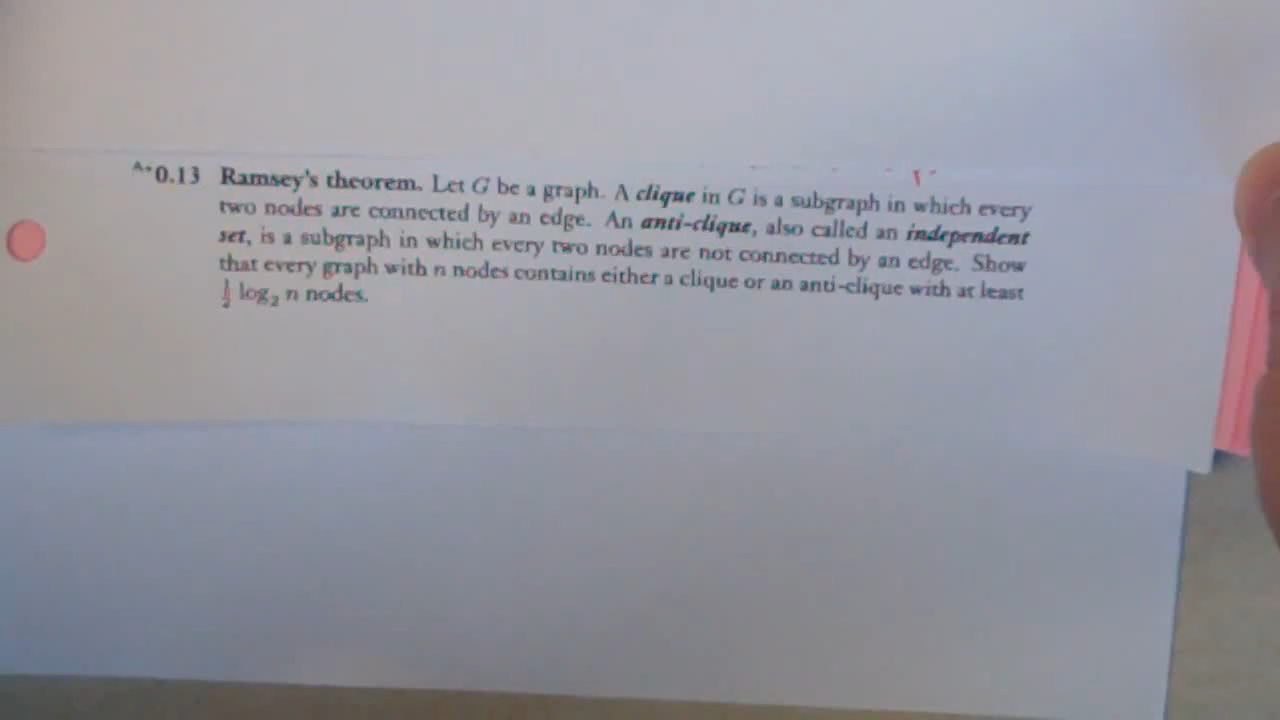 A*0.13 Ramsey's theorem. Let G be a graph. A clique in G is a subgraph in which every
two nodes are connected by an edge. An anti-clique, also called an independent
set, is a subgraph in which every two nodes are not connected by an edge. Show
that every graph with n nodes contains either a clique or an anti-clique with at least
½ log₂ n nodes.